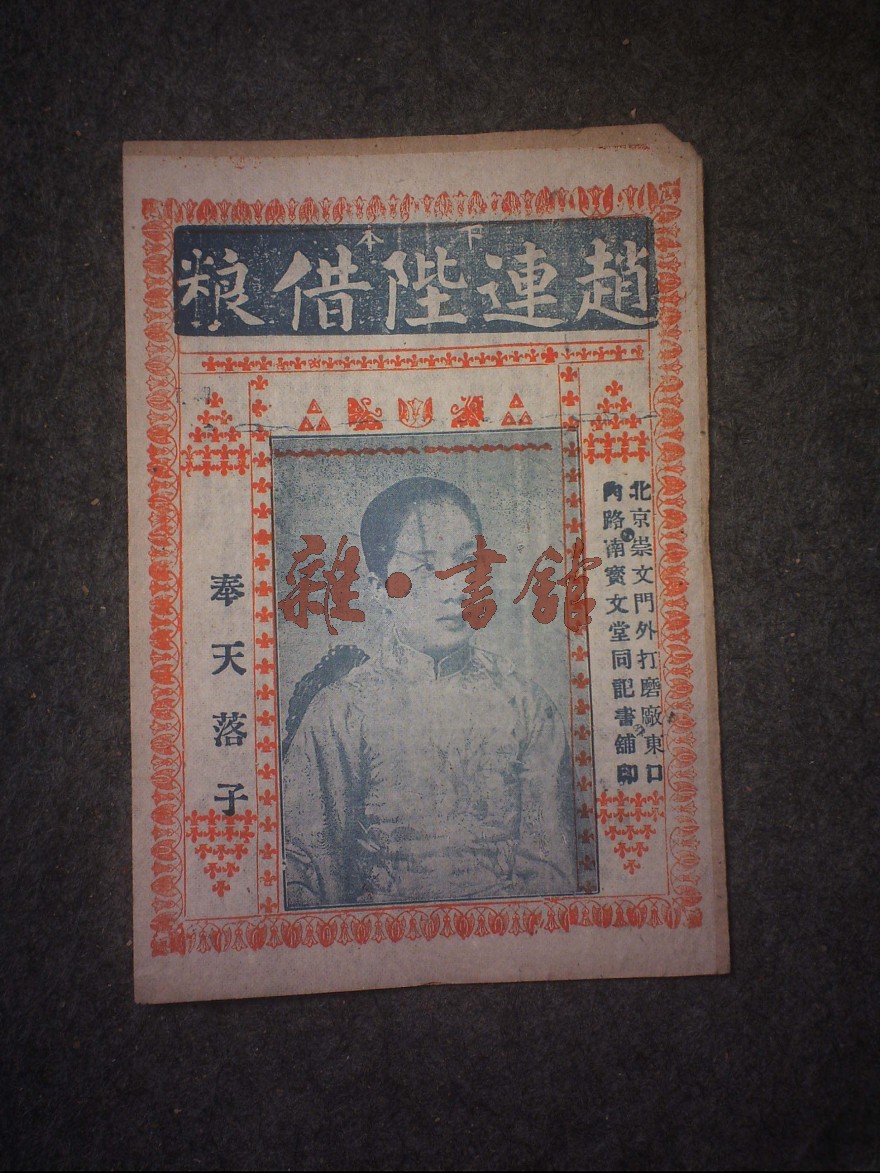 下本
趙連陛借粮
北京崇文門外打磨廠東口
內路南寶文堂同記書舖印
奉天落子
雜·書館